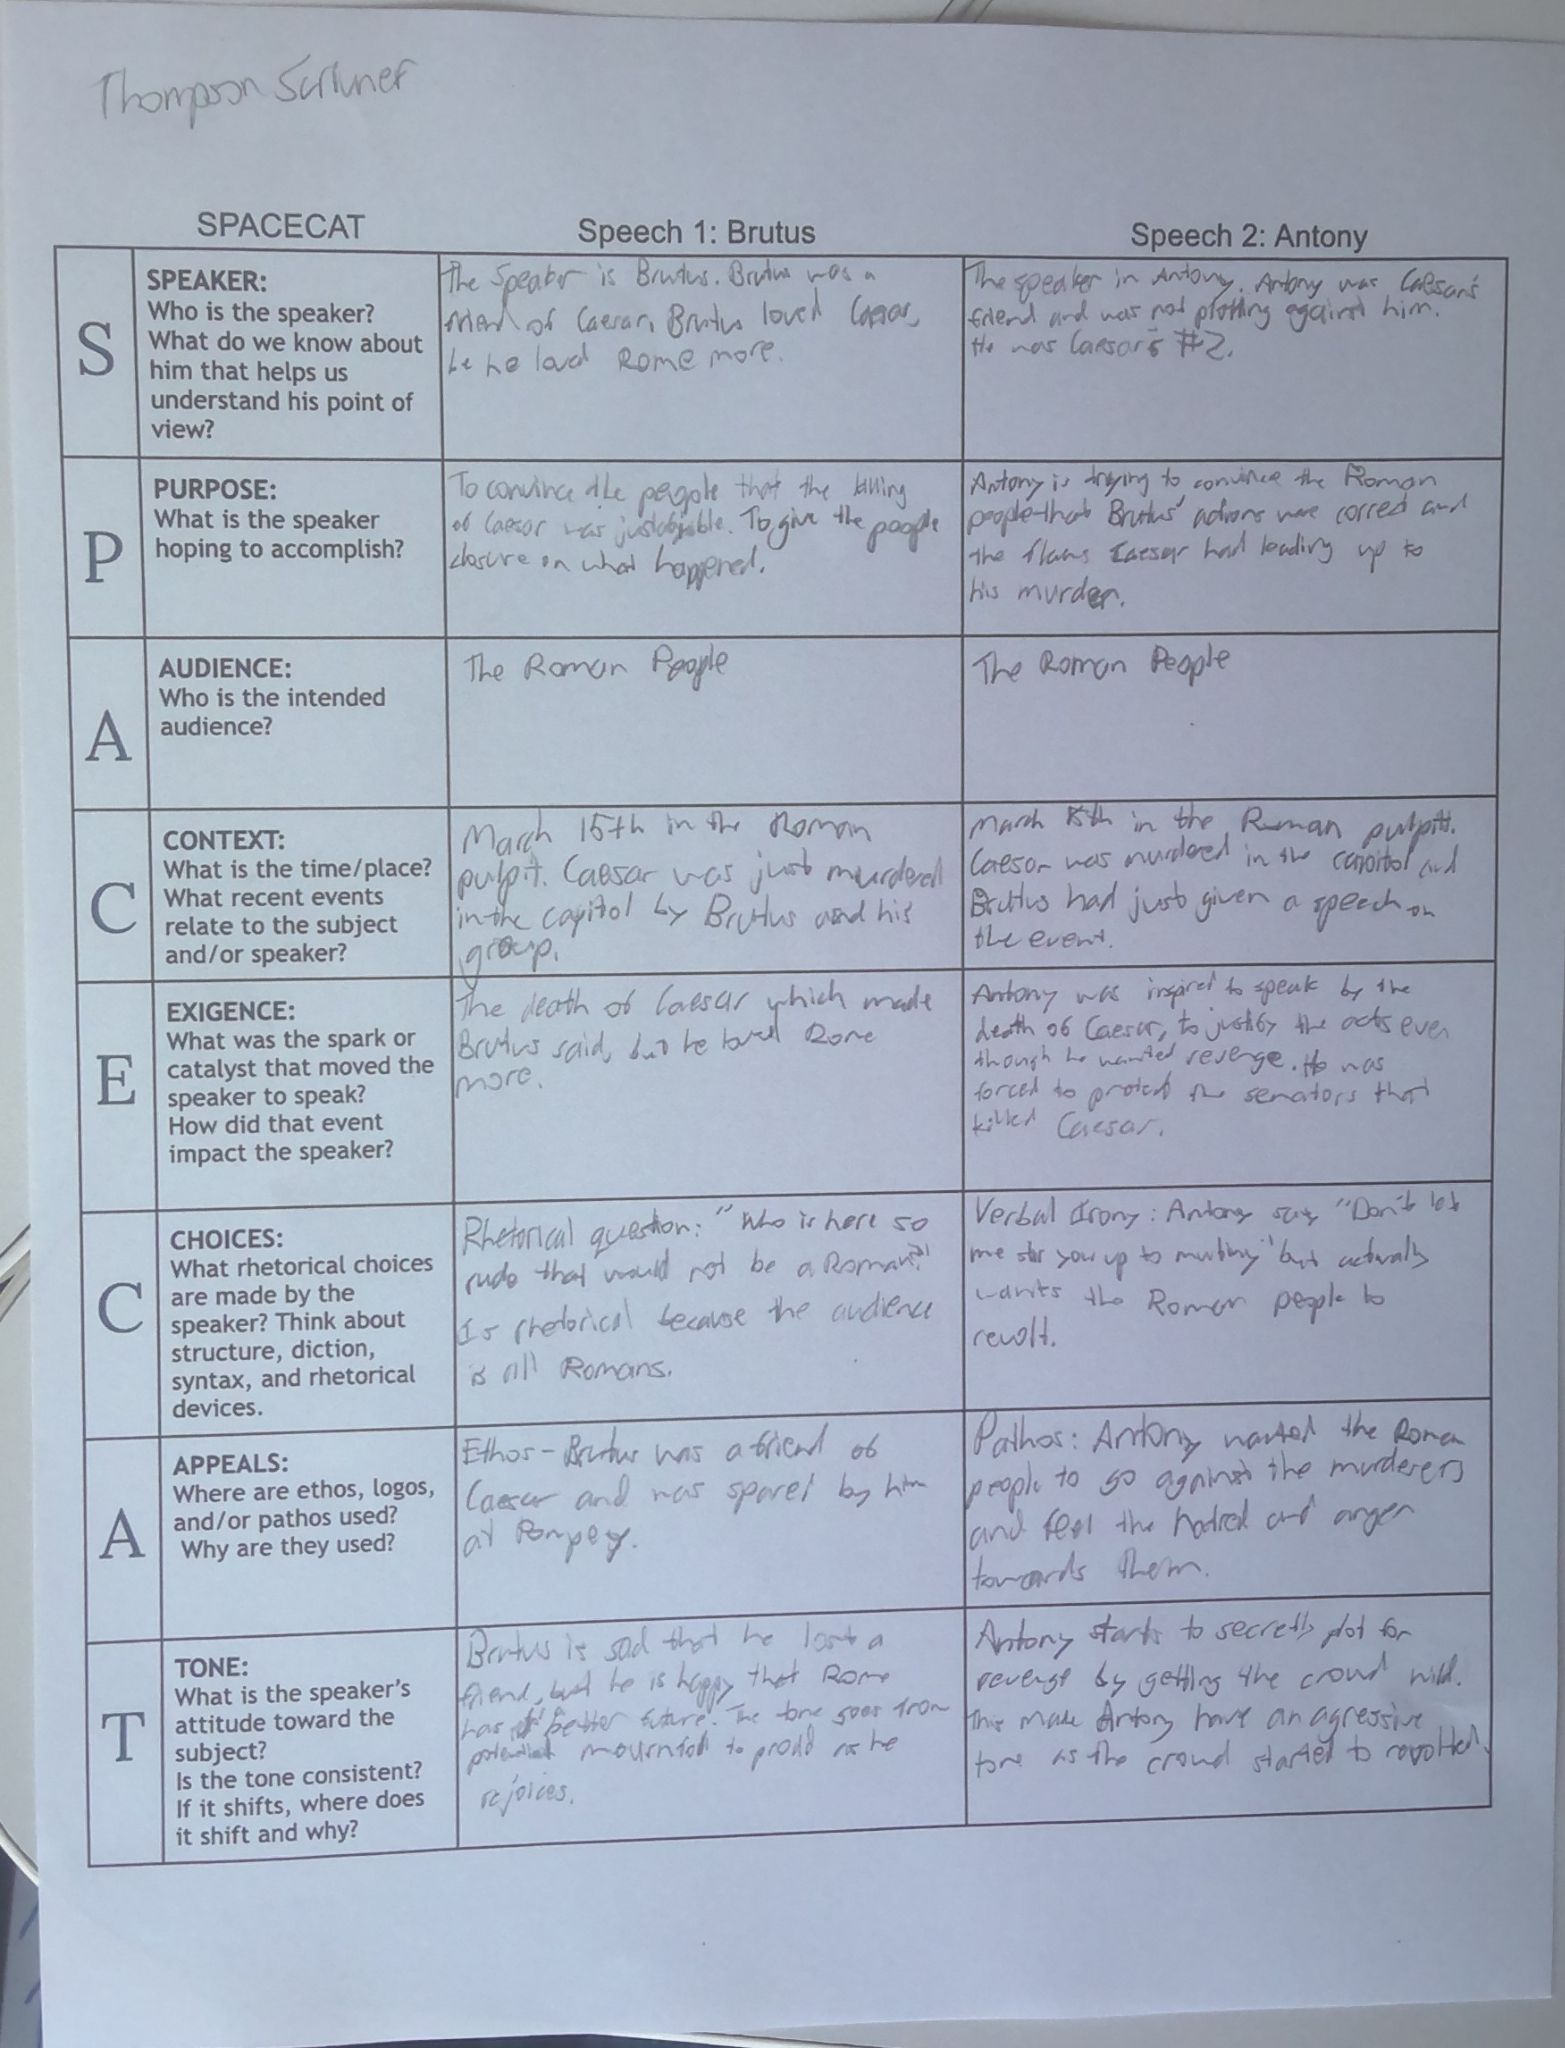 Thompson
SPACECAT
Speech 1: Brutus
Speech 2: Antony
S
SPEAKER:
Who is the speaker?
What do we know about
him that helps us
understand his point of
view?
The Speaker is Brutus. Brutus was a
friend of Caesar. Brutus loved Caesar,
he loved Rome more.
The speaker in Antony. Antony was Caesar's
friend and was not plotting against him.
He was Caesar's #2.
P
PURPOSE:
What is the speaker
hoping to accomplish?
To convince the people that the killing
of Caesar was. To give the people
closure on what happened.
Antony is trying to convince the Roman
people that Brutus' actions were correct and
the flaws Caesar had leading up to
his murder.
A
AUDIENCE:
Who is the intended
audience?
The Roman People
The Roman People
C
CONTEXT:
What is the time/place?
What recent events
relate to the subject
and/or speaker?
March 15th in the Roman
pulpit. Caesar was just murdered
in the capitol by Brutus and his
group.
March 15th in the Roman pulpit.
Caesar was murdered in the capitol and
Brutus had just given a speech on
the event.
E
EXIGENCE:
What was the spark or
catalyst that moved the
speaker to speak?
How did that event
impact the speaker?
The death of Caesar which made
Brutus said, but he loved Rome
more.
Antony was inspired to speak by the
death of Caesar, to justify the acts even
though he wanted revenge. He was
forced to protect the senators that
killed Caesar.
C
CHOICES:
What rhetorical choices
are made by the
speaker? Think about
structure, diction,
syntax, and rhetorical
devices.
Rhetorical question: "Who is here so
rude that would not be a Roman?"
Is rhetorical because the audience
is all Romans.
Verbal Irony: Antony say "Don't let
me stir you up to mutiny" but actually
wants the Roman people to
revolt.
A
APPEALS:
Where are ethos, logos,
and/or pathos used?
Why are they used?
Ethos - Brutus was a friend of
Caesar and was spared by him
at Pompey.
Pathos: Antony wanted the Roman
people to go against the murderers
and feel the hatred and anger
towards them.
T
TONE:
What is the speaker's
attitude toward the
subject?
Is the tone consistent?
If it shifts, where does
it shift and why?
Brutus is sad that he lost a
friend, but he is happy that Rome
has better future. The tone goes from
to proud as he
rejoices.
Antony starts to secretly plot for
revenge by getting the crowd wild.
This make Antony have an agressive
tone as the crowd started to